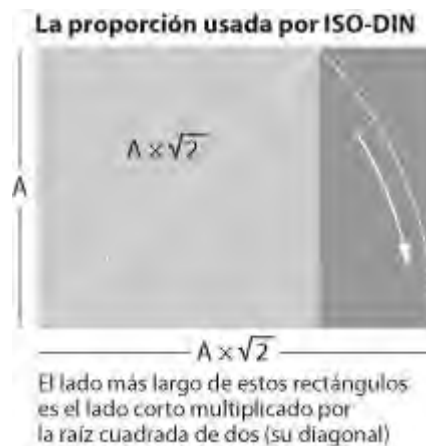 La proporción usada por ISO-DIN
A × √2
A
A × √2
El lado más largo de estos rectángulos
es el lado corto multiplicado por
la raíz cuadrada de dos (su diagonal)